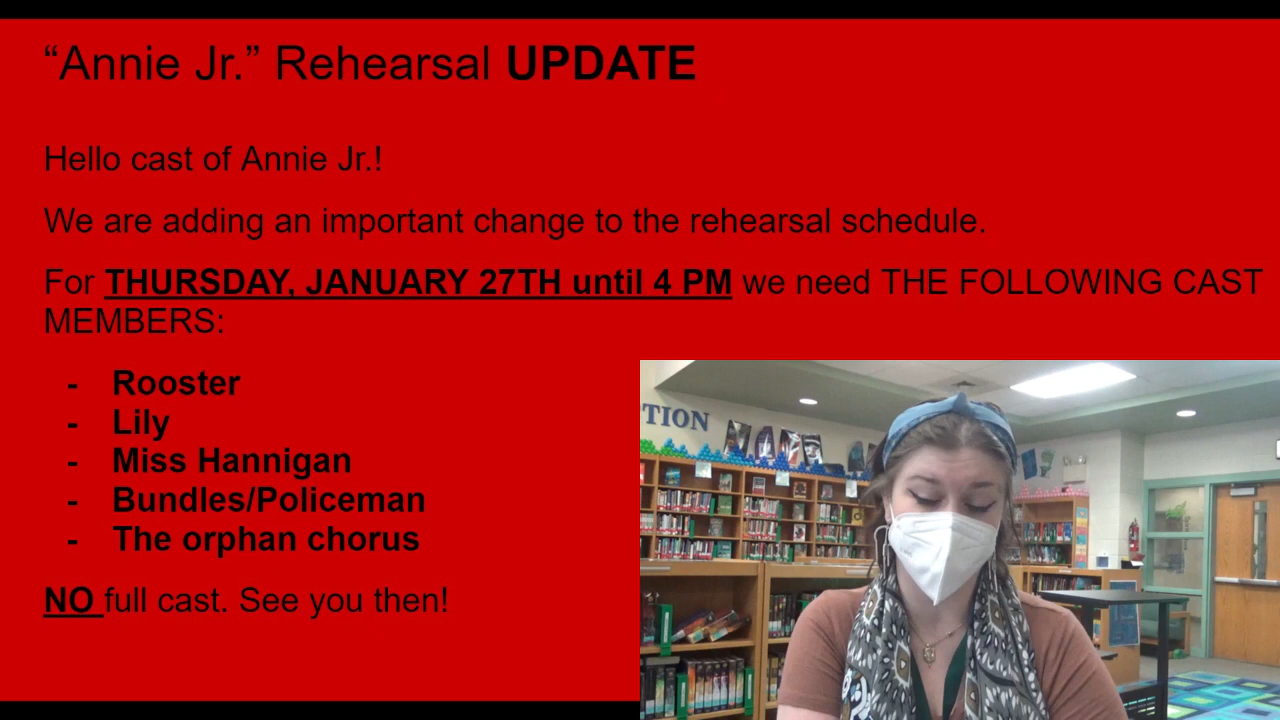 “Annie Jr.” Rehearsal UPDATE
Hello cast of Annie Jr.!
We are adding an important change to the rehearsal schedule.
For THURSDAY, JANUARY 27TH until 4 PM we need THE FOLLOWING CAST
MEMBERS:
- Rooster
- Lily
- Miss Hannigan
- Bundles/Policeman
- The orphan chorus
NO full cast. See you then!
TION